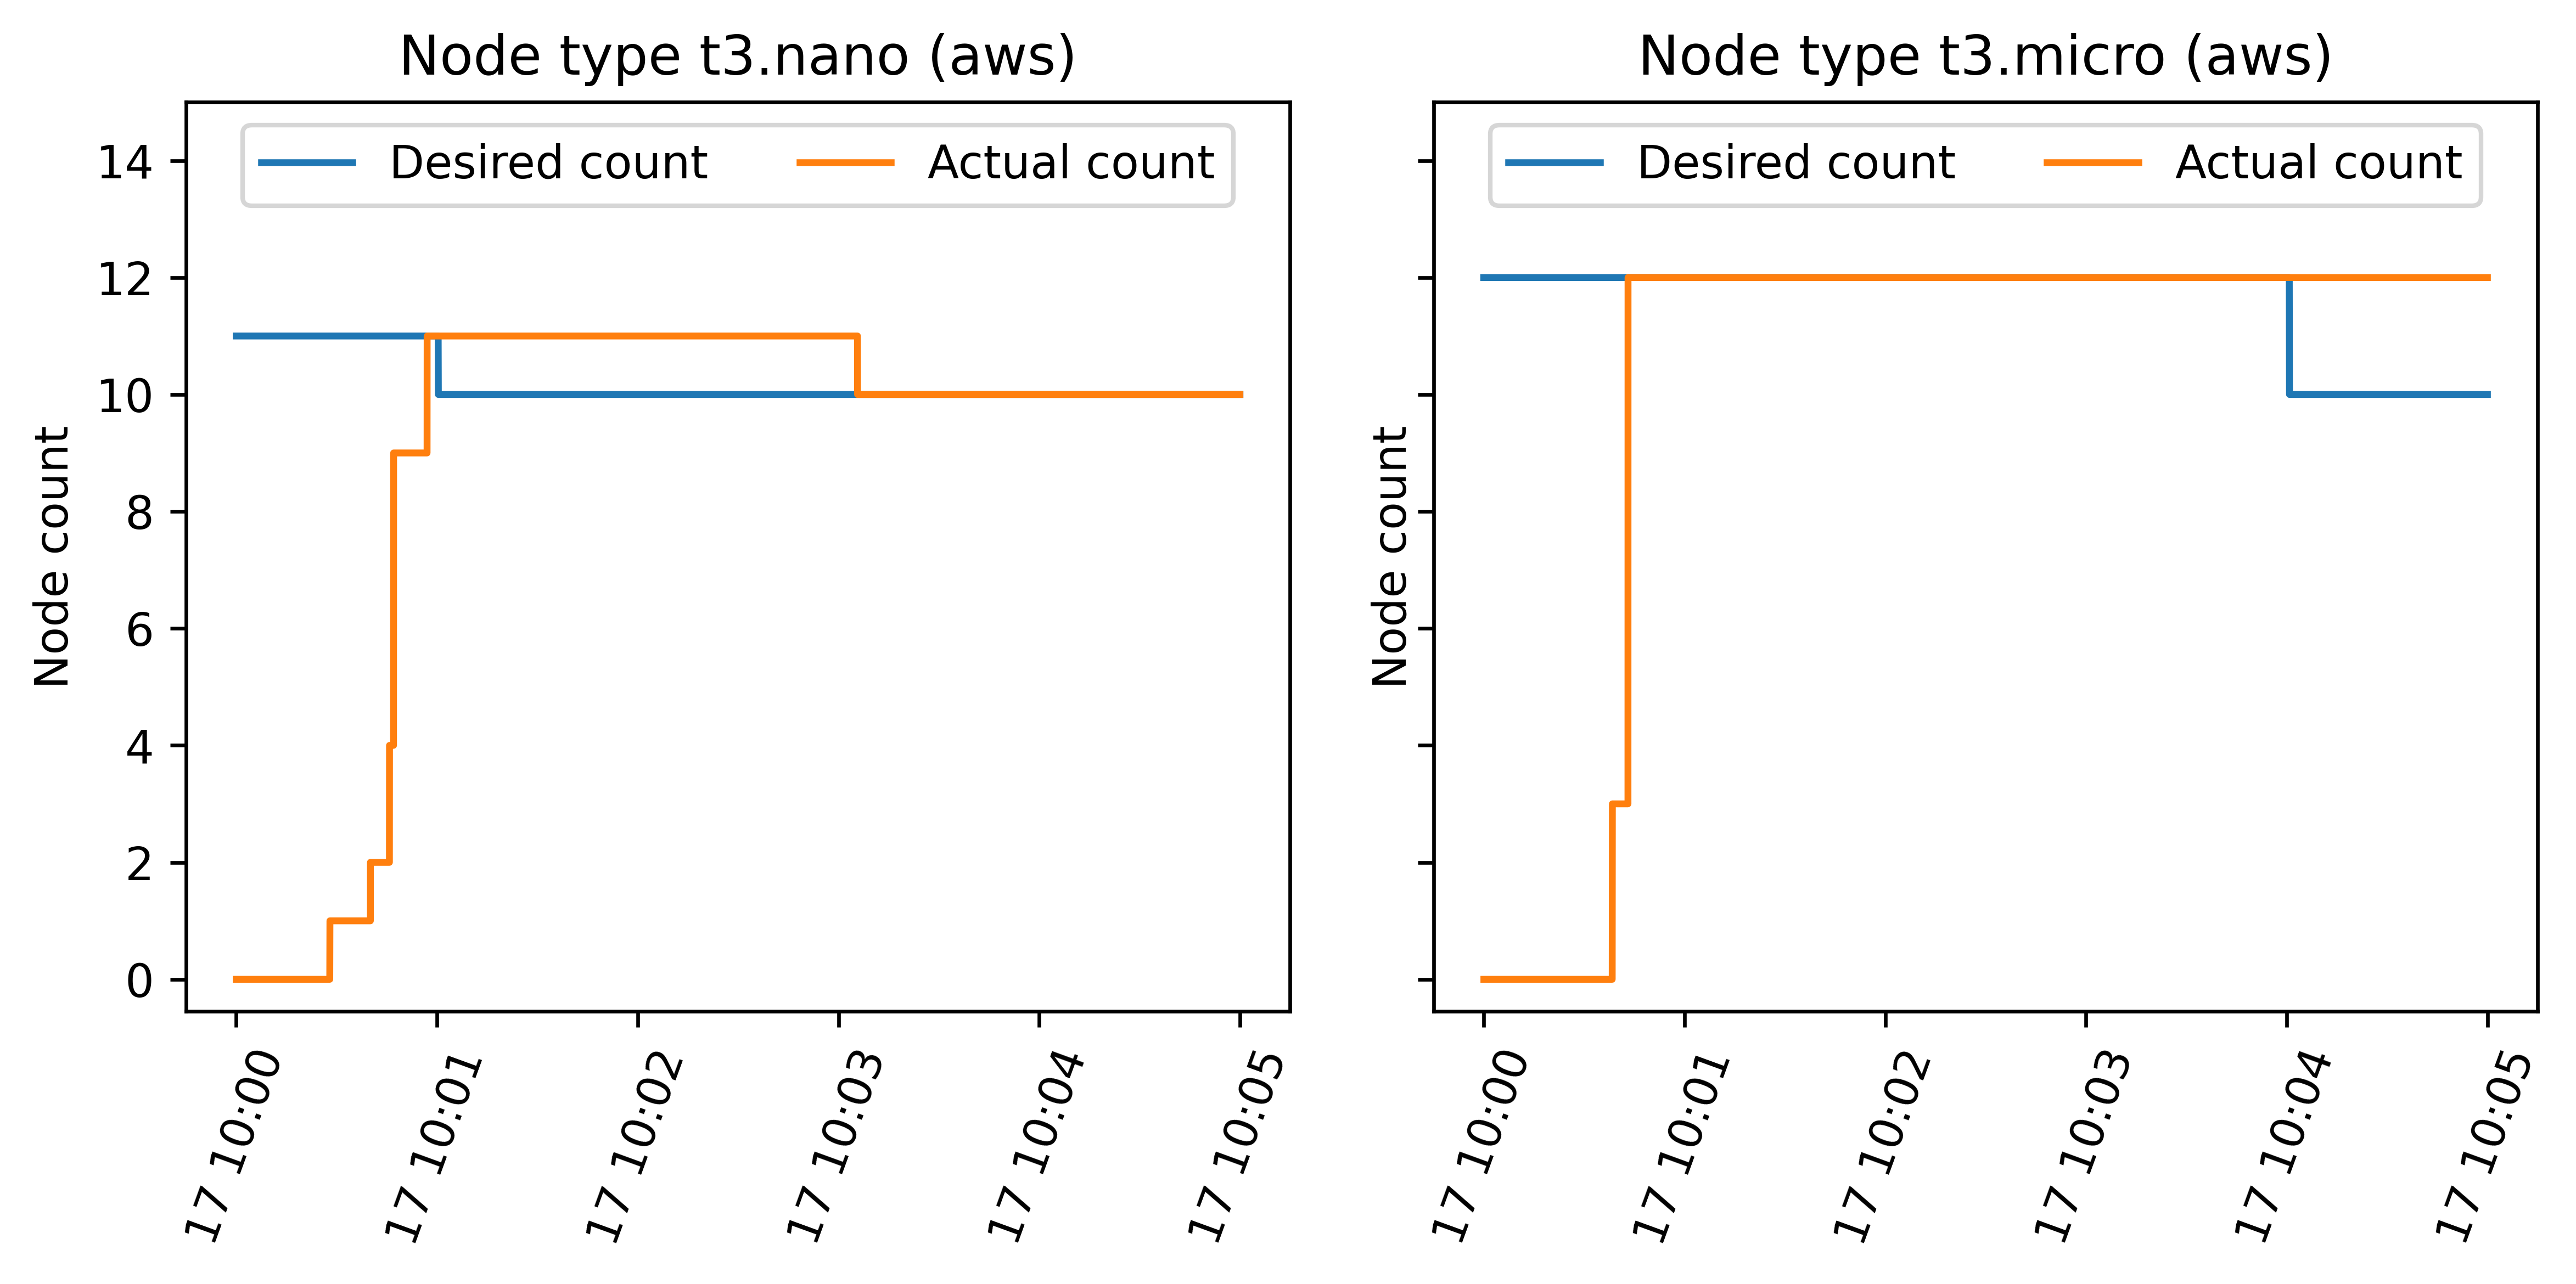 Node type t3.nano (aws)
Desired count
Actual count
Node count
14
12
10
8
6
4
2
0
17 10:00
17 10:01
17 10:02
17 10:03
17 10:04
17 10:05
Node type t3.micro (aws)
Desired count
Actual count
Node count
17 10:00
17 10:01
17 10:02
17 10:03
17 10:04
17 10:05